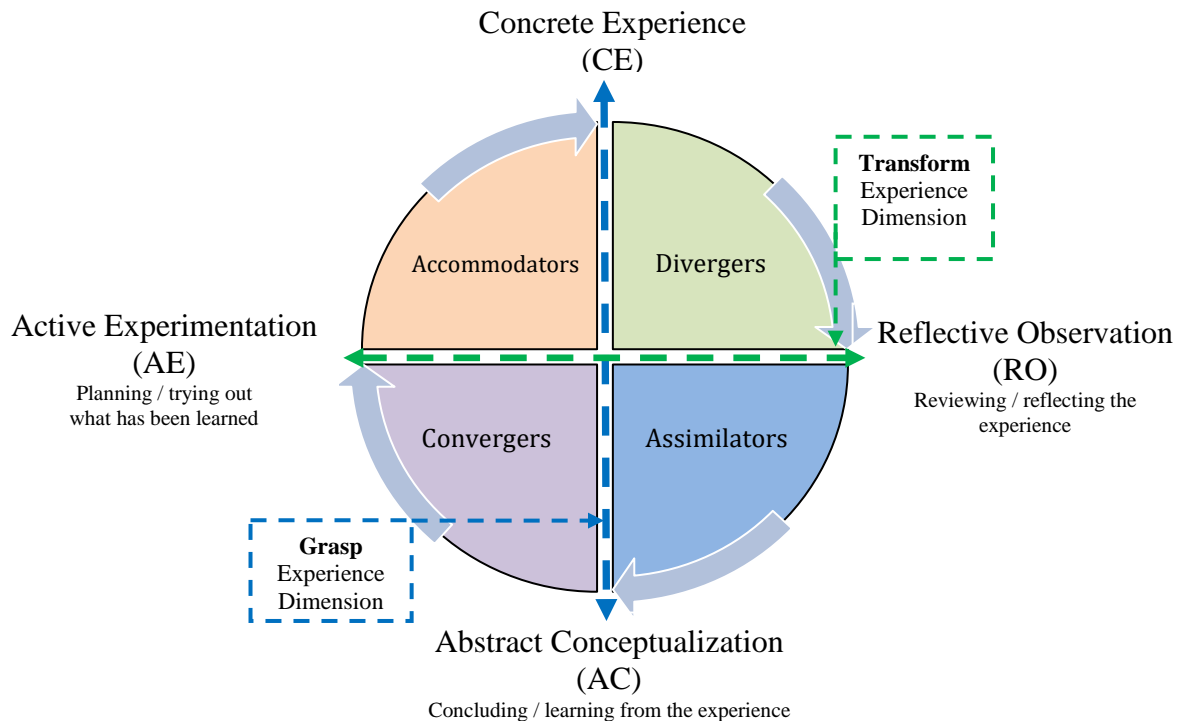 Concrete Experience
(CE)
Transform
Experience
Dimension
Accommodators
Divergers
Active Experimentation
(AE)
Planning / trying out
what has been learned
Reflective Observation
(RO)
Reviewing / reflecting the
experience
Convergers
Assimilators
Grasp
Experience
Dimension
Abstract Conceptualization
(AC)
Concluding / learning from the experience